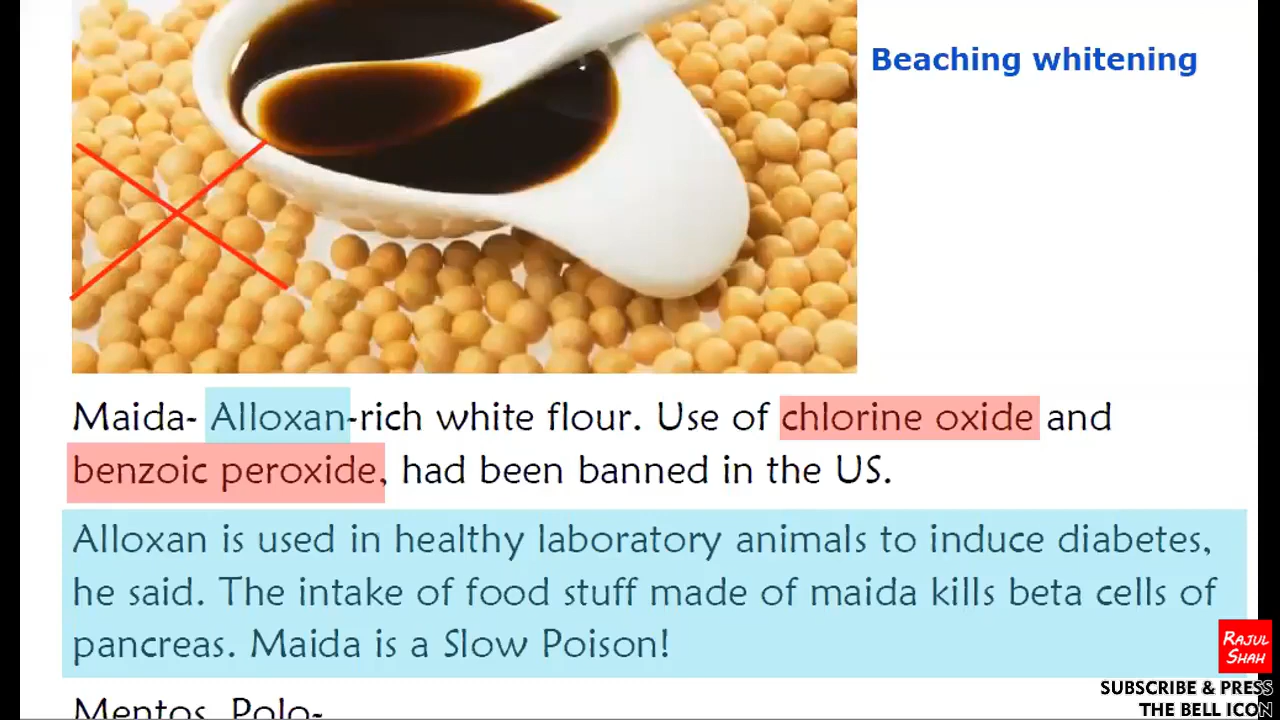 Beaching whitening
Maida- Alloxan-rich white flour. Use of chlorine oxide and
benzoic peroxide, had been banned in the US.
Alloxan is used in healthy laboratory animals to induce diabetes,
he said. The intake of food stuff made of maida kills beta cells of
pancreas. Maida is a Slow Poison!
RAJUL
SHAH
SUBSCRIBE & PRESS
THE BELL ICON
Mentos, Polo-